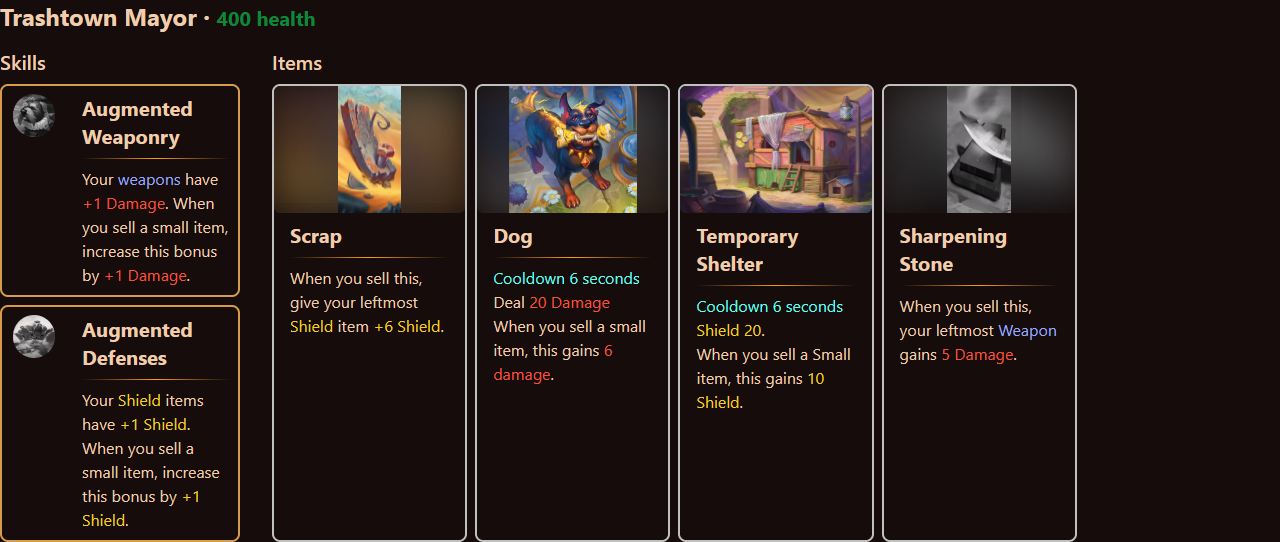 Trashtown Mayor · 400 health
Skills
Augmented
Weaponry
Your weapons have
+1 Damage. When
you sell a small item,
increase this bonus
by +1 Damage.
Augmented
Defenses
Your Shield items
have +1 Shield.
When you sell a
small item, increase
this bonus by +1
Shield.
Items
Scrap
When you sell this,
give your leftmost
Shield item +6 Shield.
Dog
Cooldown 6 seconds
Deal 20 Damage
When you sell a small
item, this gains 6
damage.
Temporary
Shelter
Cooldown 6 seconds
Shield 20.
When you sell a Small
item, this gains 10
Shield.
Sharpening
Stone
When you sell this,
your leftmost Weapon
gains 5 Damage.